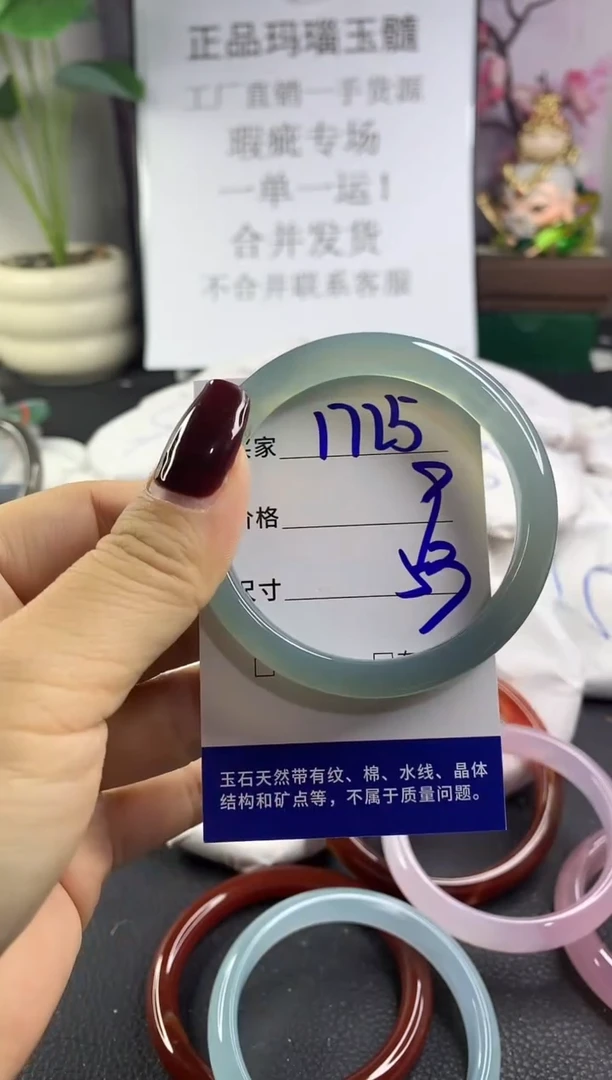 正品玛瑙玉髓
工厂直销一手货源
瑕疵专场
一单一运!
合并发货
不合并联系客服
家 1725
价格
尺寸 53
玉石天然带有纹、棉、水线、晶体
结构和矿点等，不属于质量问题。